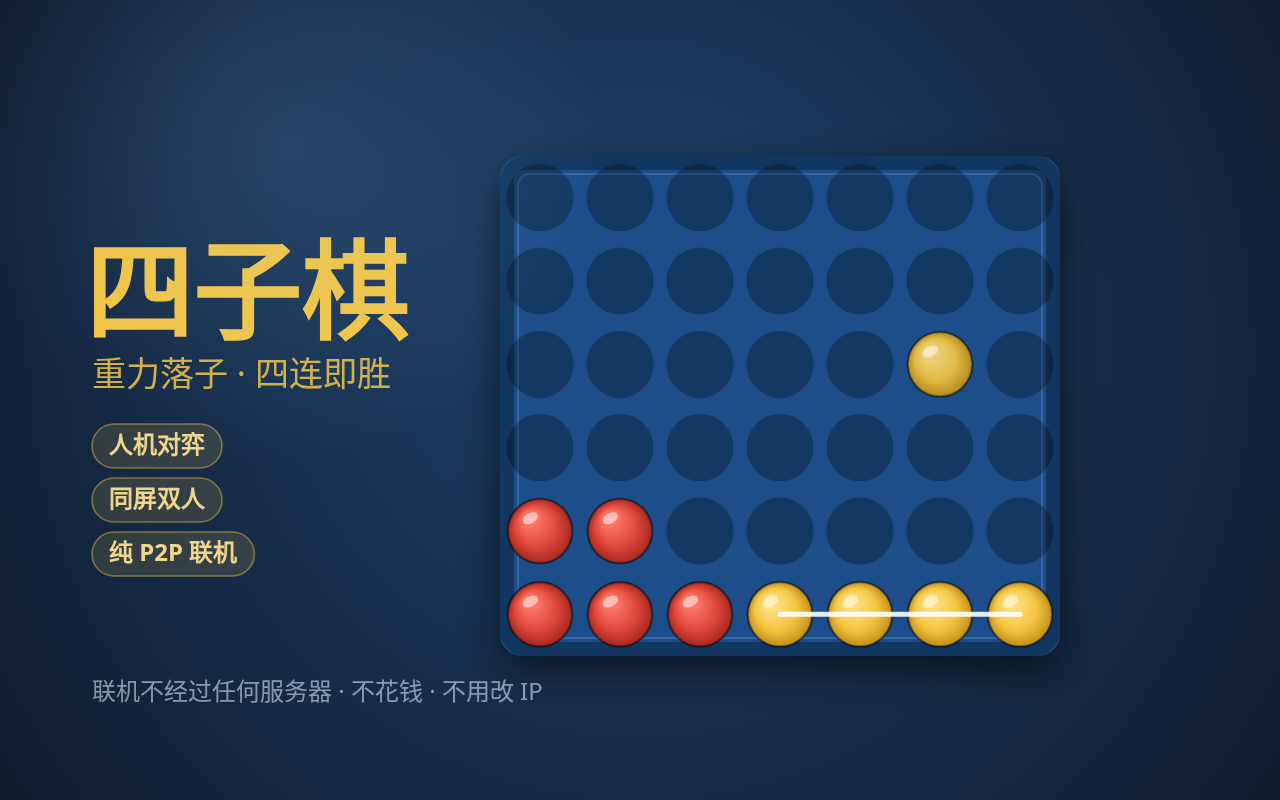 四子棋
重力落子 · 四连即胜
人机对弈
同屏双人
纯 P2P 联机
联机不经过任何服务器 · 不花钱 · 不用改 IP